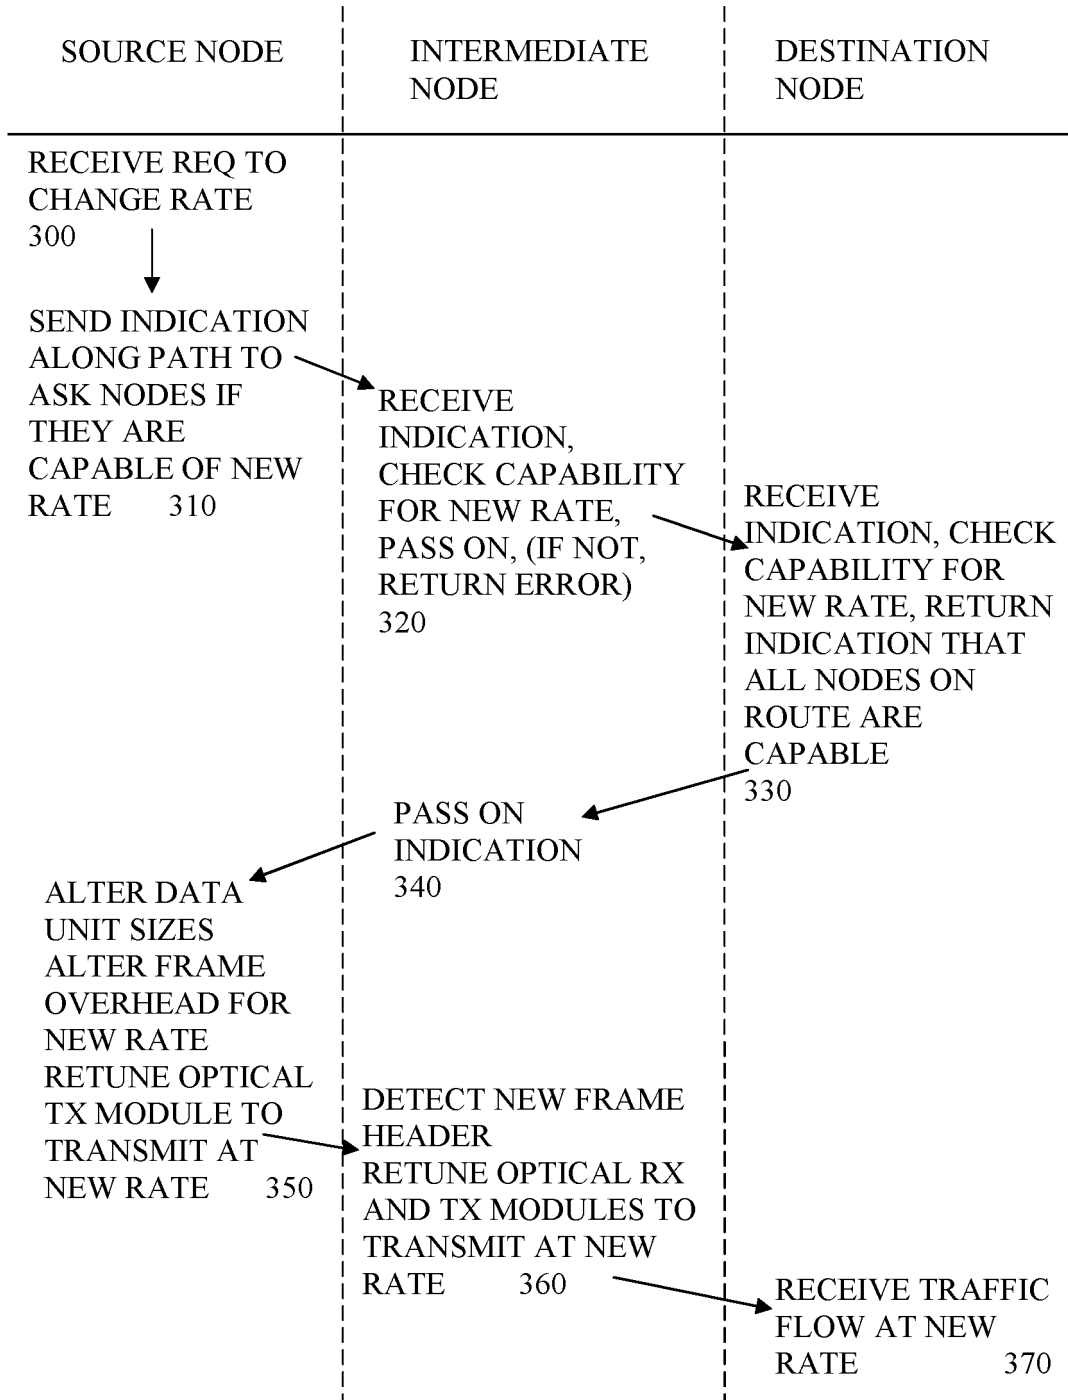 SOURCE NODE
INTERMEDIATE
NODE
DESTINATION
NODE
RECEIVE REQ TO
CHANGE RATE
300
SEND INDICATION
ALONG PATH TO
ASK NODES IF
THEY ARE
CAPABLE OF NEW
RATE 310
RECEIVE
INDICATION,
CHECK CAPABILITY
FOR NEW RATE,
PASS ON, (IF NOT,
RETURN ERROR)
320
RECEIVE
INDICATION, CHECK
CAPABILITY FOR
NEW RATE, RETURN
INDICATION THAT
ALL NODES ON
ROUTE ARE
CAPABLE
330
PASS ON
INDICATION
340
ALTER DATA
UNIT SIZES
ALTER FRAME
OVERHEAD FOR
NEW RATE
RETUNE OPTICAL
TX MODULE TO
TRANSMIT AT
NEW RATE 350
DETECT NEW FRAME
HEADER
RETUNE OPTICAL RX
AND TX MODULES TO
TRANSMIT AT NEW
RATE 360
RECEIVE TRAFFIC
FLOW AT NEW
RATE 370